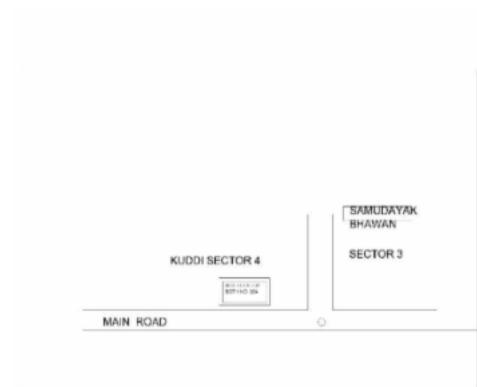 SAMUDAYAK
BHAWAN
SECTOR 3
KUDDI SECTOR 4
MAIN ROAD